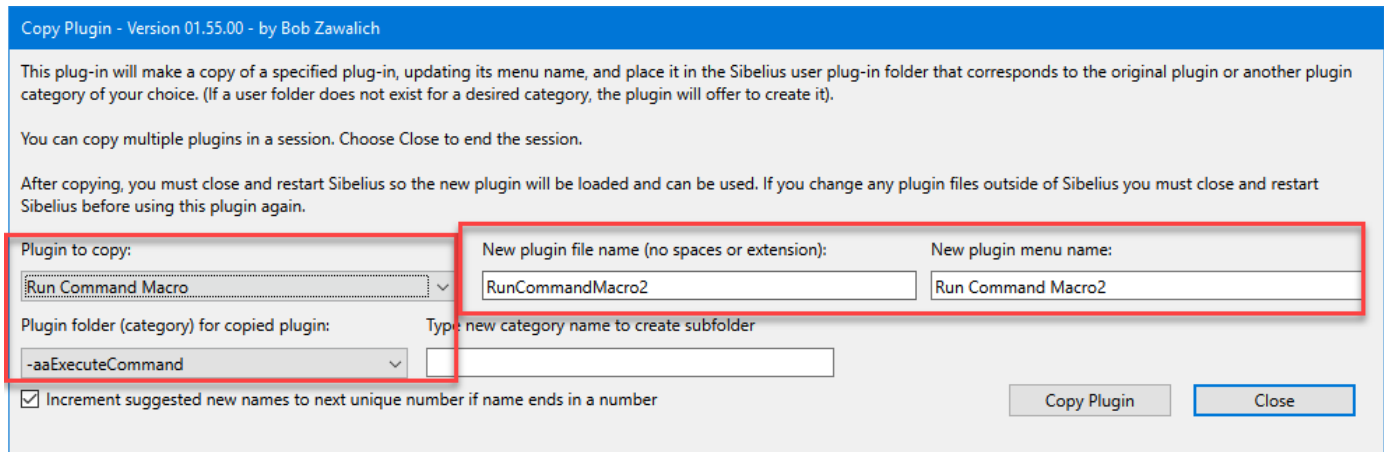 Copy Plugin - Version 01.55.00 - by Bob Zawalich
This plug-in will make a copy of a specified plug-in, updating its menu name, and place it in the Sibelius user plug-in folder that corresponds to the original plugin or another plugin
category of your choice. (If a user folder does not exist for a desired category, the plugin will offer to create it).
You can copy multiple plugins in a session. Choose Close to end the session.
After copying, you must close and restart Sibelius so the new plugin will be loaded and can be used. If you change any plugin files outside of Sibelius you must close and restart
Sibelius before using this plugin again.
Plugin to copy: New plugin file name (no spaces or extension): New plugin menu name:
Run Command Macro RunCommandMacro2 Run Command Macro2
Plugin folder (category) for copied plugin: Type new category name to create subfolder
-aaExecuteCommand
Increment suggested new names to next unique number if name ends in a number Copy Plugin Close